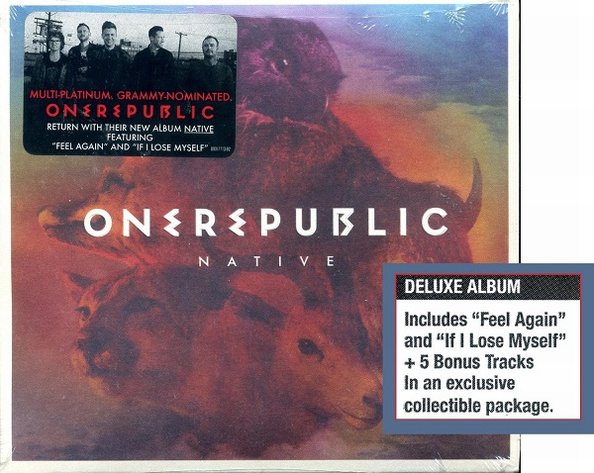 MULTI-PLATINUM. GRAMMY-NOMINATED.
ONEREPUBLIC
RETURN WITH THEIR NEW ALBUM NATIVE
FEATURING
"FEEL AGAIN" AND "IF I LOSE MYSELF"
ONEREPUBLIC
NATIVE
DELUXE ALBUM
Includes “Feel Again”
and “If I Lose Myself”
+ 5 Bonus Tracks
In an exclusive
collectible package.